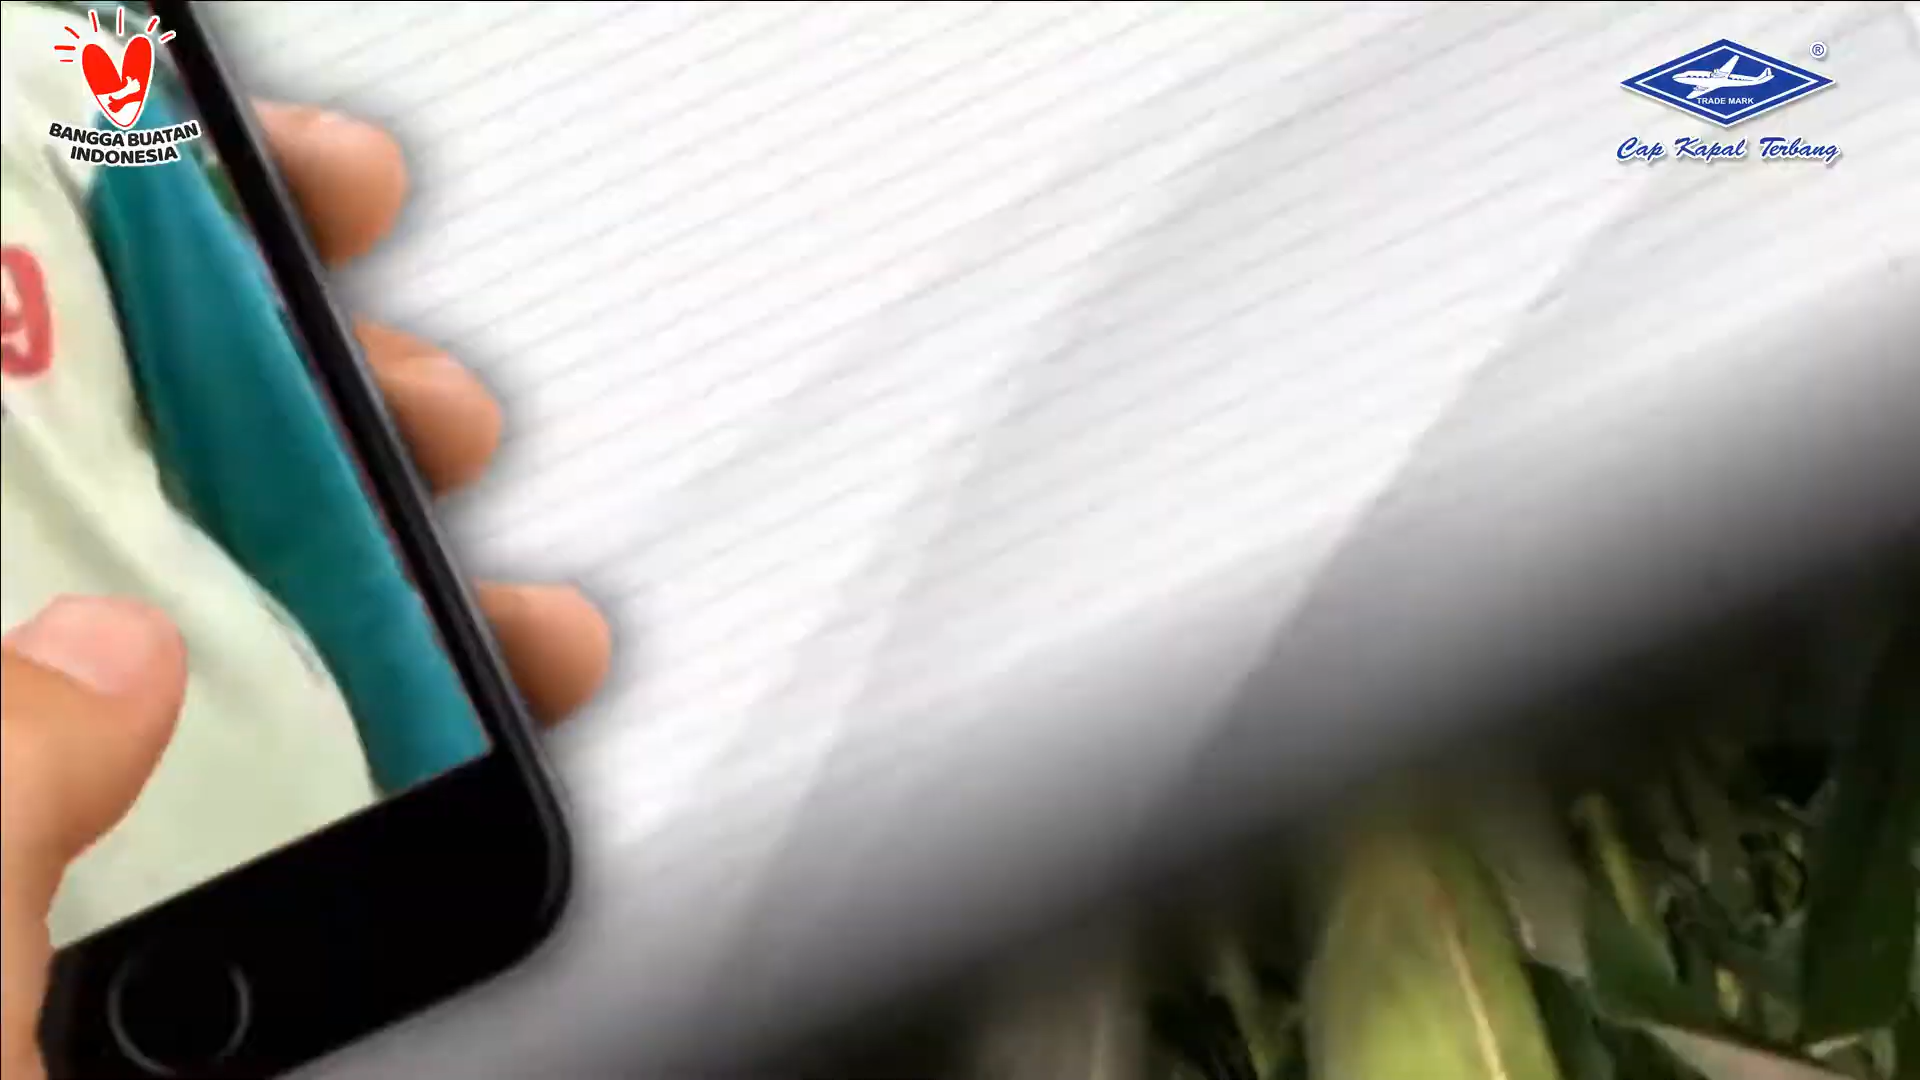 BANGGA BUATAN
INDONESIA
®
TRADE MARK
Cap Kapal Terbang